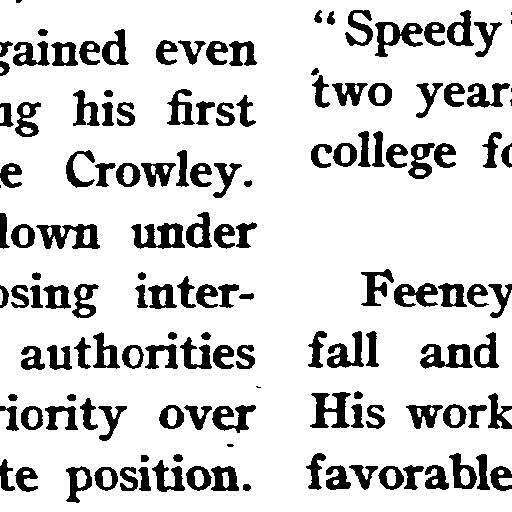 gained even
ng his first
e Crowley.
down under
osing inter-
authorities
riority over
te position.
"Speedy"
two years
college fo
Feeney
fall and
His work
favorable